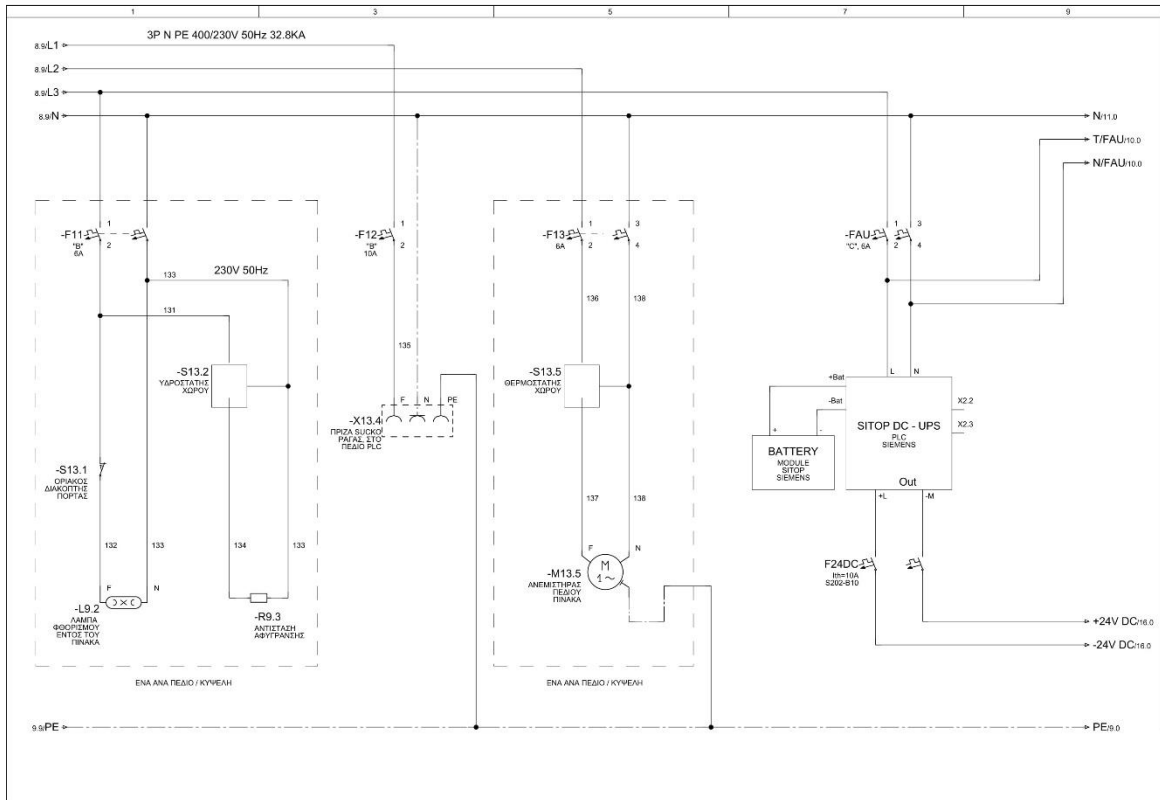 1 3 5 7 9
3P N PE 400/230V 50Hz 32.8KA
8.9/L1
8.9/L2
8.9/L3
8.9/N
N/11.0
T/FAU/10.0
N/FAU/10.0
-F11
"B"
6A
1
2
133
230V 50Hz
131
-S13.2
ΥΔΡΟΣΤΑΤΗΣ
ΧΩΡΟΥ
-S13.1
ΟΡΙΑΚΟΣ
ΔΙΑΚΟΠΤΗΣ
ΠΟΡΤΑΣ
132
133
134
133
F
N
-L9.2
ΛΑΜΠΑ
ΦΘΟΡΙΣΜΟΥ
ΕΝΤΟΣ ΤΟΥ
ΠΙΝΑΚΑ
-R9.3
ΑΝΤΙΣΤΑΣΗ
ΑΦΥΓΡΑΝΣΗΣ
ΕΝΑ ΑΝΑ ΠΕΔΙΟ / ΚΥΨΕΛΗ
-F12
"B"
10A
1
2
135
F
N
PE
-X13.4
ΠΡΙΖΑ SUCKO
ΡΑΓΑΣ, ΣΤΟ
ΠΕΔΙΟ PLC
-F13
6A
1
2
3
4
136
138
-S13.5
ΘΕΡΜΟΣΤΑΤΗΣ
ΧΩΡΟΥ
137
138
F
N
M
1~
-M13.5
ΑΝΕΜΙΣΤΗΡΑΣ
ΠΕΔΙΟΥ
ΠΙΝΑΚΑ
ΕΝΑ ΑΝΑ ΠΕΔΙΟ / ΚΥΨΕΛΗ
-FAU
"C", 6A
1
2
3
4
L
N
+Bat
-Bat
X2.2
X2.3
SITOP DC - UPS
PLC
SIEMENS
Out
+
-
BATTERY
MODULE
SITOP
SIEMENS
+L
-M
F24DC
Ith=10A
S202-B10
+24V DC/16.0
-24V DC/16.0
9.9/PE
PE/9.0